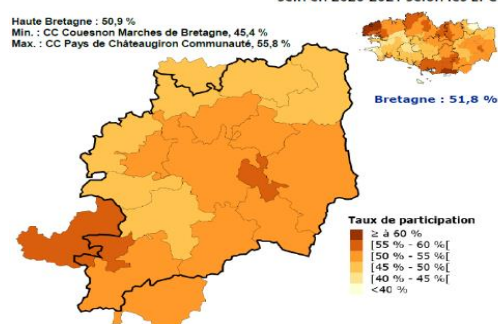 Haute Bretagne : 50,9 %
Min. : CC Couesnon Marches de Bretagne, 45,4 %
Max. : CC Pays de Châteaugiron Communauté, 55,8 %
Bretagne : 51,8 %
Taux de participation
≥ à 60 %
[55 % - 60 %[
[50 % - 55 %[
[45 % - 50 %[
[40 % - 45 %[
<40 %